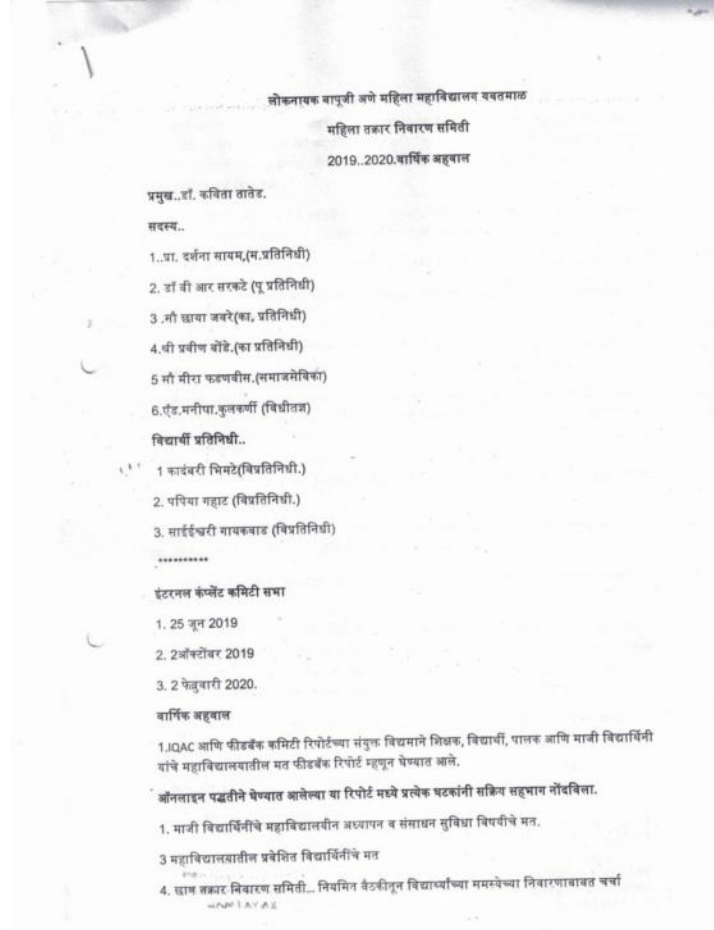 लोकनायक बापूजी अणे महिला महाविद्यालय यवतमाळ
महिला तक्रार निवारण समिती
2019..2020.वार्षिक अहवाल
प्रमुख..डॉ. कविता तातेड.
सदस्य..
1..प्रा. दर्शना सायम,(म.प्रतिनिधी)
2. डॉ वी आर सरकटे (पू प्रतिनिधी)
3 .सौ छाया जवरे(का. प्रतिनिधी)
4.श्री प्रवीण बोंडे.(का प्रतिनिधी)
5 सौ मीरा फडणवीस.(समाजसेविका)
6.ऍड.मनीषा.कुलकर्णी (विधीतज्ञ)
विद्यार्थी प्रतिनिधी..
1 कादंबरी भिमटे(विप्रतिनिधी.)
2. पपिया गहाट (विप्रतिनिधी.)
3. साईईश्वरी गायकवाड (विप्रतिनिधी)
**********
इंटरनल कंप्लेंट कमिटी सभा
1. 25 जून 2019
2. 2ऑक्टोंबर 2019
3. 2 फेब्रुवारी 2020.
वार्षिक अहवाल
1.IQAC आणि फीडबॅक कमिटी रिपोर्टच्या संयुक्त विद्यमाने शिक्षक, विद्यार्थी, पालक आणि माजी विद्यार्थिनी
यांचे महाविद्यालयातील मत फीडबॅक रिपोर्ट म्हणून घेण्यात आले.
ऑनलाइन पद्धतीने घेण्यात आलेल्या या रिपोर्ट मध्ये प्रत्येक घटकांनी सक्रिय सहभाग नोंदविला.
1. माजी विद्यार्थिनींचे महाविद्यालयीन अध्यापन व संसाधन सुविधा विषयीचे मत.
3 महाविद्यालयातील प्रवेशित विद्यार्थिनींचे मत
4. छात्र तक्रार निवारण समिती... नियमित बैठकीतून विद्यार्थ्यांच्या समस्येच्या निवारणाबाबत चर्चा